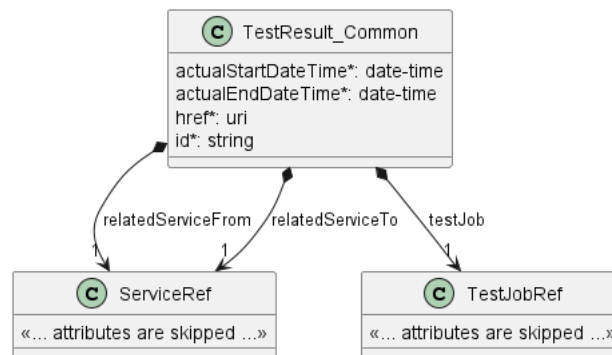 C TestResult_Common
actualStartDateTime*: date-time
actualEndDateTime*: date-time
href*: uri
id*: string
relatedServiceFrom relatedServiceTo testJob
1 1 1
C ServiceRef C TestJobRef
«... attributes are skipped ...» «... attributes are skipped ...»